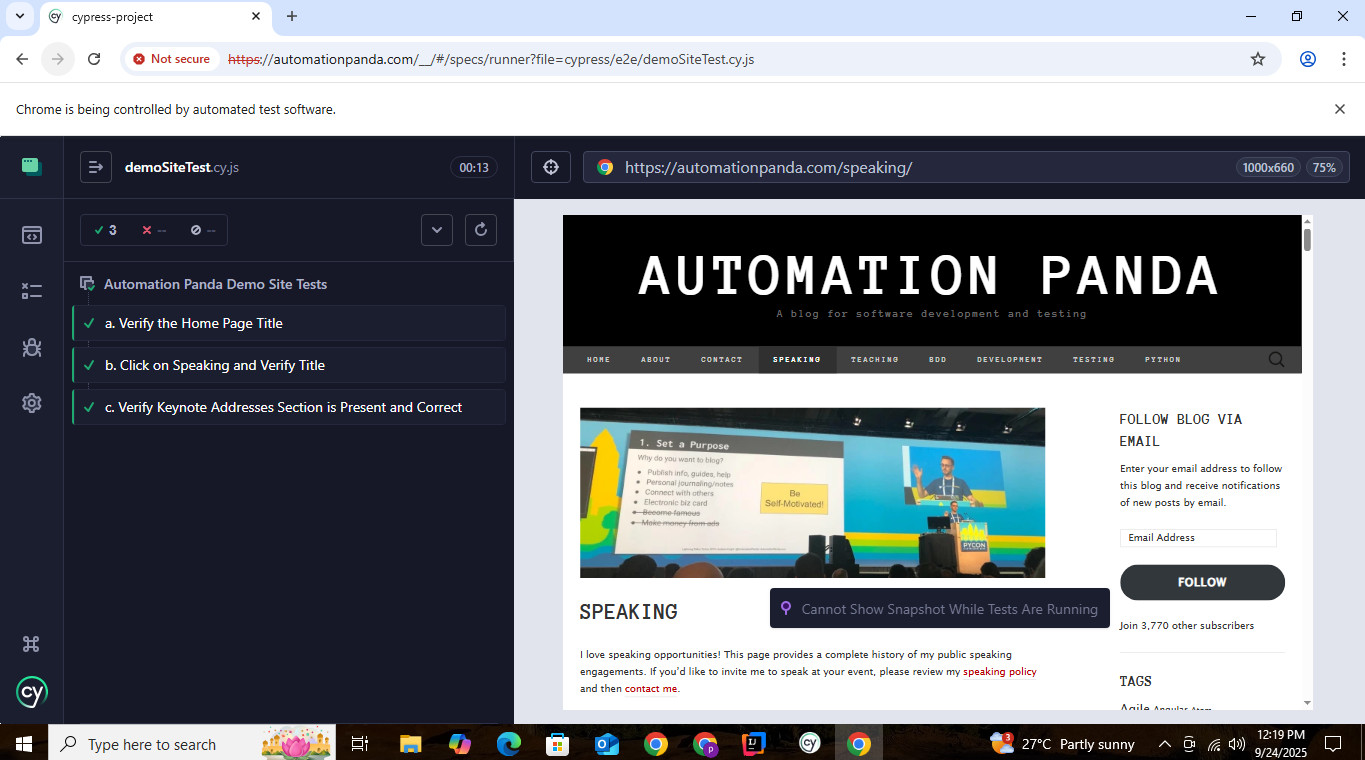 cypress-project
Not secure
https://automationpanda.com/__/#/specs/runner?file=cypress/e2e/demoSiteTest.cy.js
Chrome is being controlled by automated test software.
demoSiteTest.cy.js
00:13
https://automationpanda.com/speaking/
1000x660
75%
3
--
--
Automation Panda Demo Site Tests
a. Verify the Home Page Title
b. Click on Speaking and Verify Title
c. Verify Keynote Addresses Section is Present and Correct
cy
AUTOMATION PANDA
A blog for software development and testing
HOME ABOUT CONTACT SPEAKING TEACHING BDD DEVELOPMENT TESTING PYTHON
1. Set a Purpose
Why do you want to blog?
Publish info, guides, help
Personal journaling/notes
Connect with others
Electronic biz card
Become famous
Make money from ads
Be
Self-Motivated!
PYCON
SPEAKING
Cannot Show Snapshot While Tests Are Running
I love speaking opportunities! This page provides a complete history of my public speaking
engagements. If you'd like to invite me to speak at your event, please review my speaking policy
and then contact me.
FOLLOW BLOG VIA
EMAIL
Enter your email address to follow
this blog and receive notifications
of new posts by email.
Email Address
FOLLOW
Join 3,770 other subscribers
TAGS
Agile Angular Atom
Type here to search
cy
3
27°C Partly sunny
12:19 PM
9/24/2025